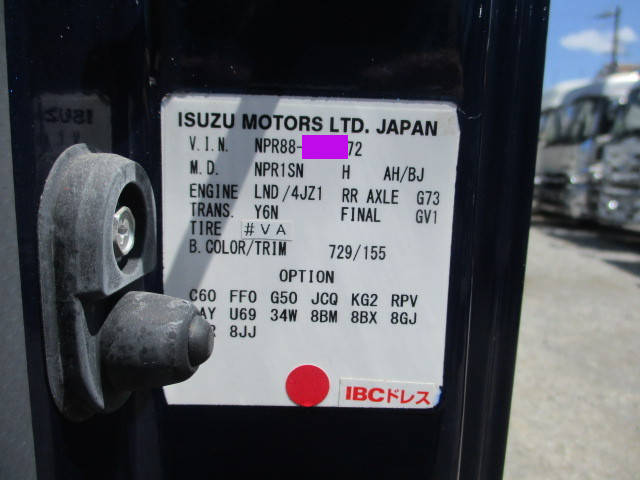 ISUZU MOTORS LTD. JAPAN
V.I.N. NPR88- 72
M.D. NPR1SN H AH/BJ
ENGINE LND/4JZ1 RR AXLE G73
TRANS. Y6N FINAL GV1
TIRE #VA
B.COLOR/TRIM 729/155
OPTION
C60 FF0 G50 JCQ KG2 RPV
U69 34W 8BM 8BX 8GJ
8JJ
IBCドレス